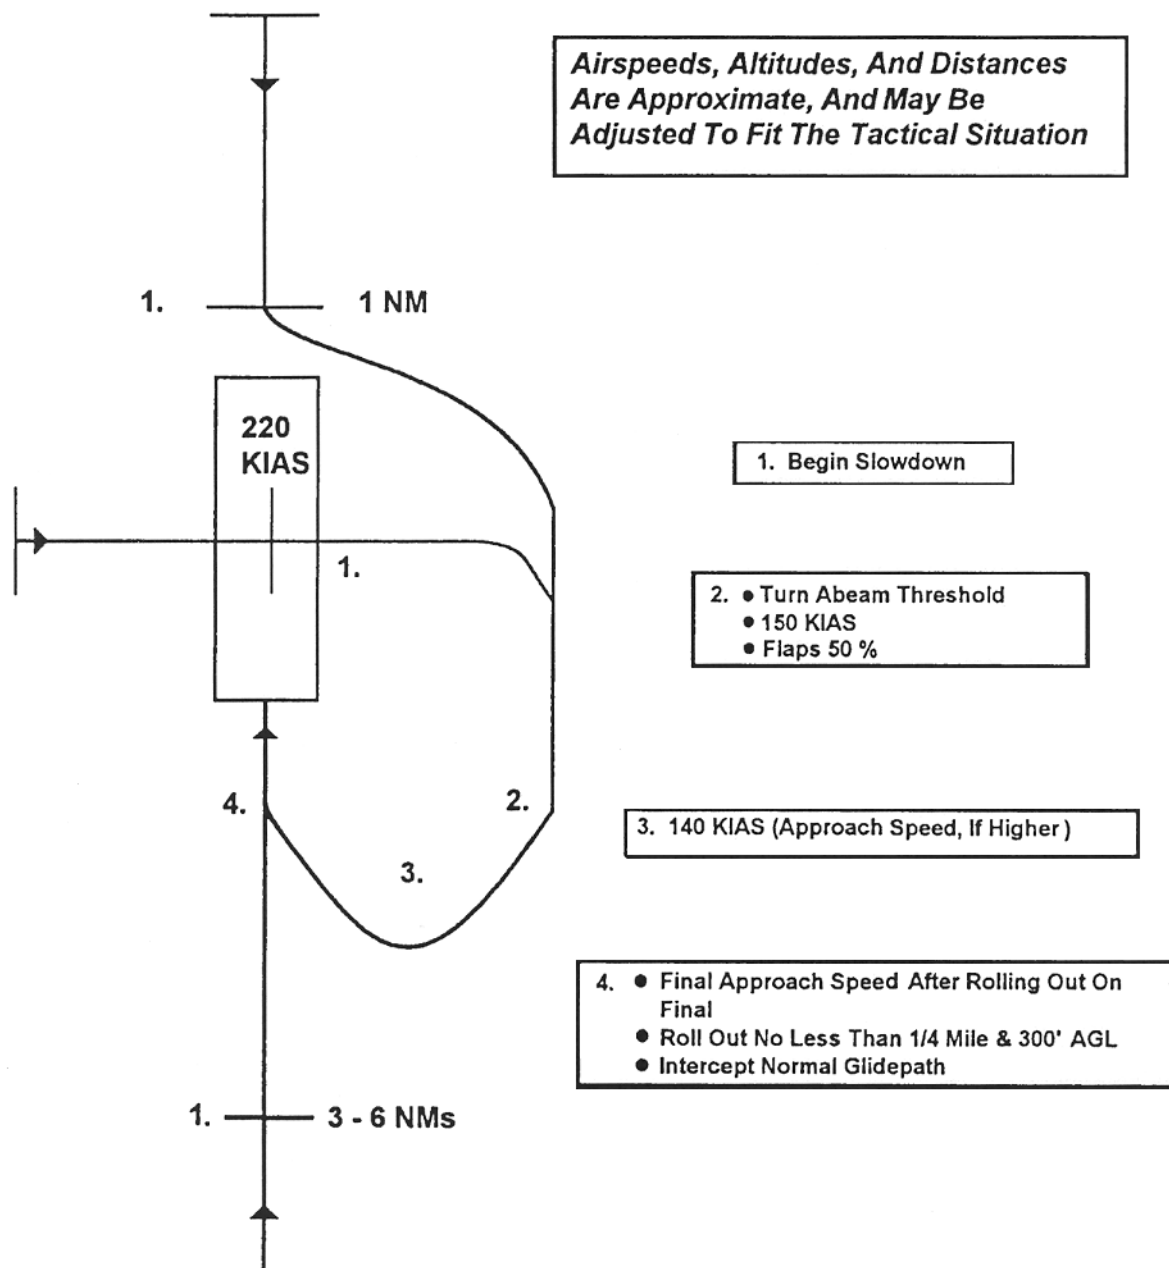 Airspeeds, Altitudes, And Distances
Are Approximate, And May Be
Adjusted To Fit The Tactical Situation
1.
1 NM
220
KIAS
1. Begin Slowdown
1.
2. ● Turn Abeam Threshold
● 150 KIAS
● Flaps 50 %
4.
2.
3. 140 KIAS (Approach Speed, If Higher)
3.
4. ● Final Approach Speed After Rolling Out On
Final
● Roll Out No Less Than 1/4 Mile & 300' AGL
● Intercept Normal Glidepath
1.
3 - 6 NMs